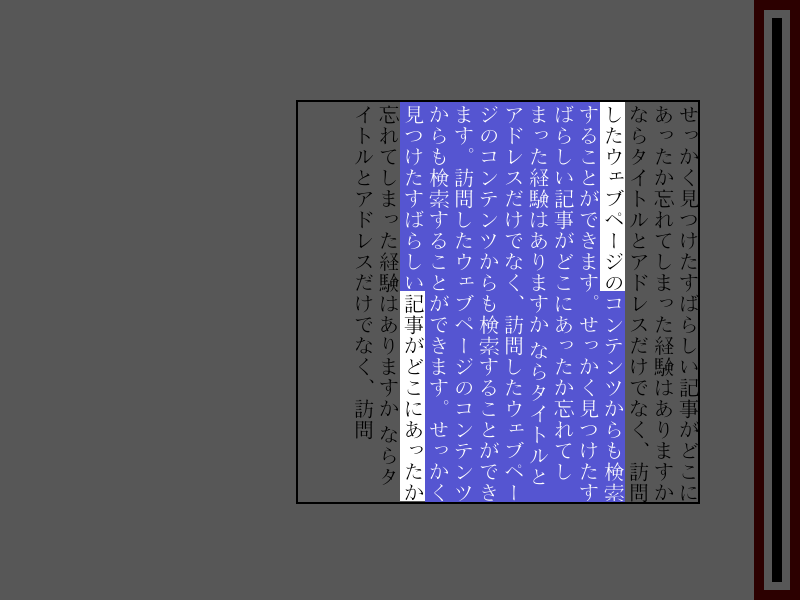 せっかく見つけたすばらしい記事がどこに
あったか忘れてしまった経験はありますか
ならタイトルとアドレスだけでなく、訪問
したウェブページのコンテンツからも検索
することができます。せっかく見つけたす
ばらしい記事がどこにあったか忘れてし
まった経験はありますか ならタイトルと
アドレスだけでなく、訪問したウェブペー
ジのコンテンツからも検索することができ
ます。訪問したウェブページのコンテンツ
からも検索することができます。せっかく
見つけたすばらしい記事がどこにあったか
忘れてしまった経験はありますか ならタ
イトルとアドレスだけでなく、訪問